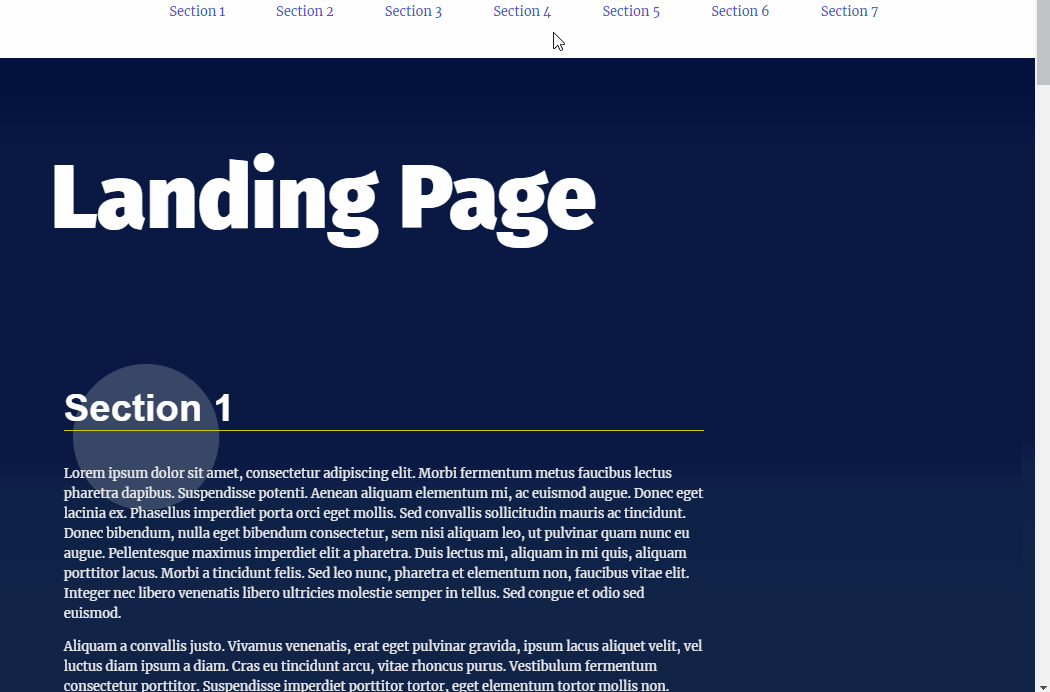 Section 1 Section 2 Section 3 Section 4 Section 5 Section 6 Section 7
Landing Page
Section 1
Lorem ipsum dolor sit amet, consectetur adipiscing elit. Morbi fermentum metus faucibus lectus
pharetra dapibus. Suspendisse potenti. Aenean aliquam elementum mi, ac euismod augue. Donec eget
lacinia ex. Phasellus imperdiet porta orci eget mollis. Sed convallis sollicitudin mauris ac tincidunt.
Donec bibendum, nulla eget bibendum consectetur, sem nisi aliquam leo, ut pulvinar quam nunc eu
augue. Pellentesque maximus imperdiet elit a pharetra. Duis lectus mi, aliquam in mi quis, aliquam
porttitor lacus. Morbi a tincidunt felis. Sed leo nunc, pharetra et elementum non, faucibus vitae elit.
Integer nec libero venenatis libero ultricies molestie semper in tellus. Sed congue et odio sed
euismod.
Aliquam a convallis justo. Vivamus venenatis, erat eget pulvinar gravida, ipsum lacus aliquet velit, vel
luctus diam ipsum a diam. Cras eu tincidunt arcu, vitae rhoncus purus. Vestibulum fermentum
consectetur porttitor. Suspendisse imperdiet porttitor tortor, eget elementum tortor mollis non.